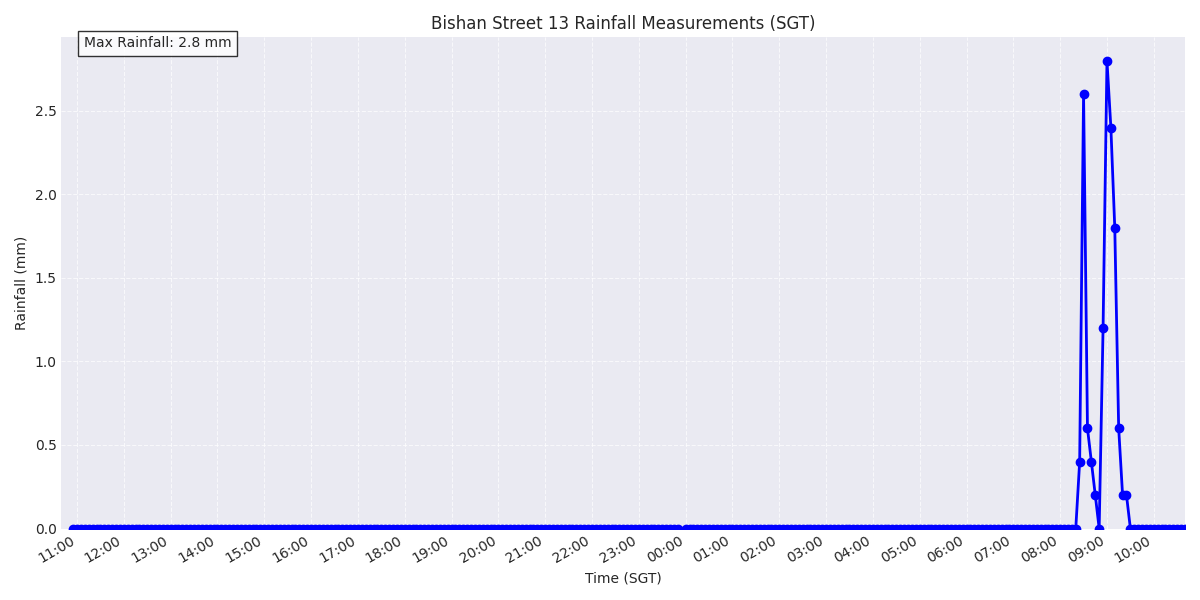 Bishan Street 13 Rainfall Measurements (SGT)
Max Rainfall: 2.8 mm
Rainfall (mm)
2.5
2.0
1.5
1.0
0.5
0.0
11:00 12:00 13:00 14:00 15:00 16:00 17:00 18:00 19:00 20:00 21:00 22:00 23:00 00:00 01:00 02:00 03:00 04:00 05:00 06:00 07:00 08:00 09:00 10:00
Time (SGT)